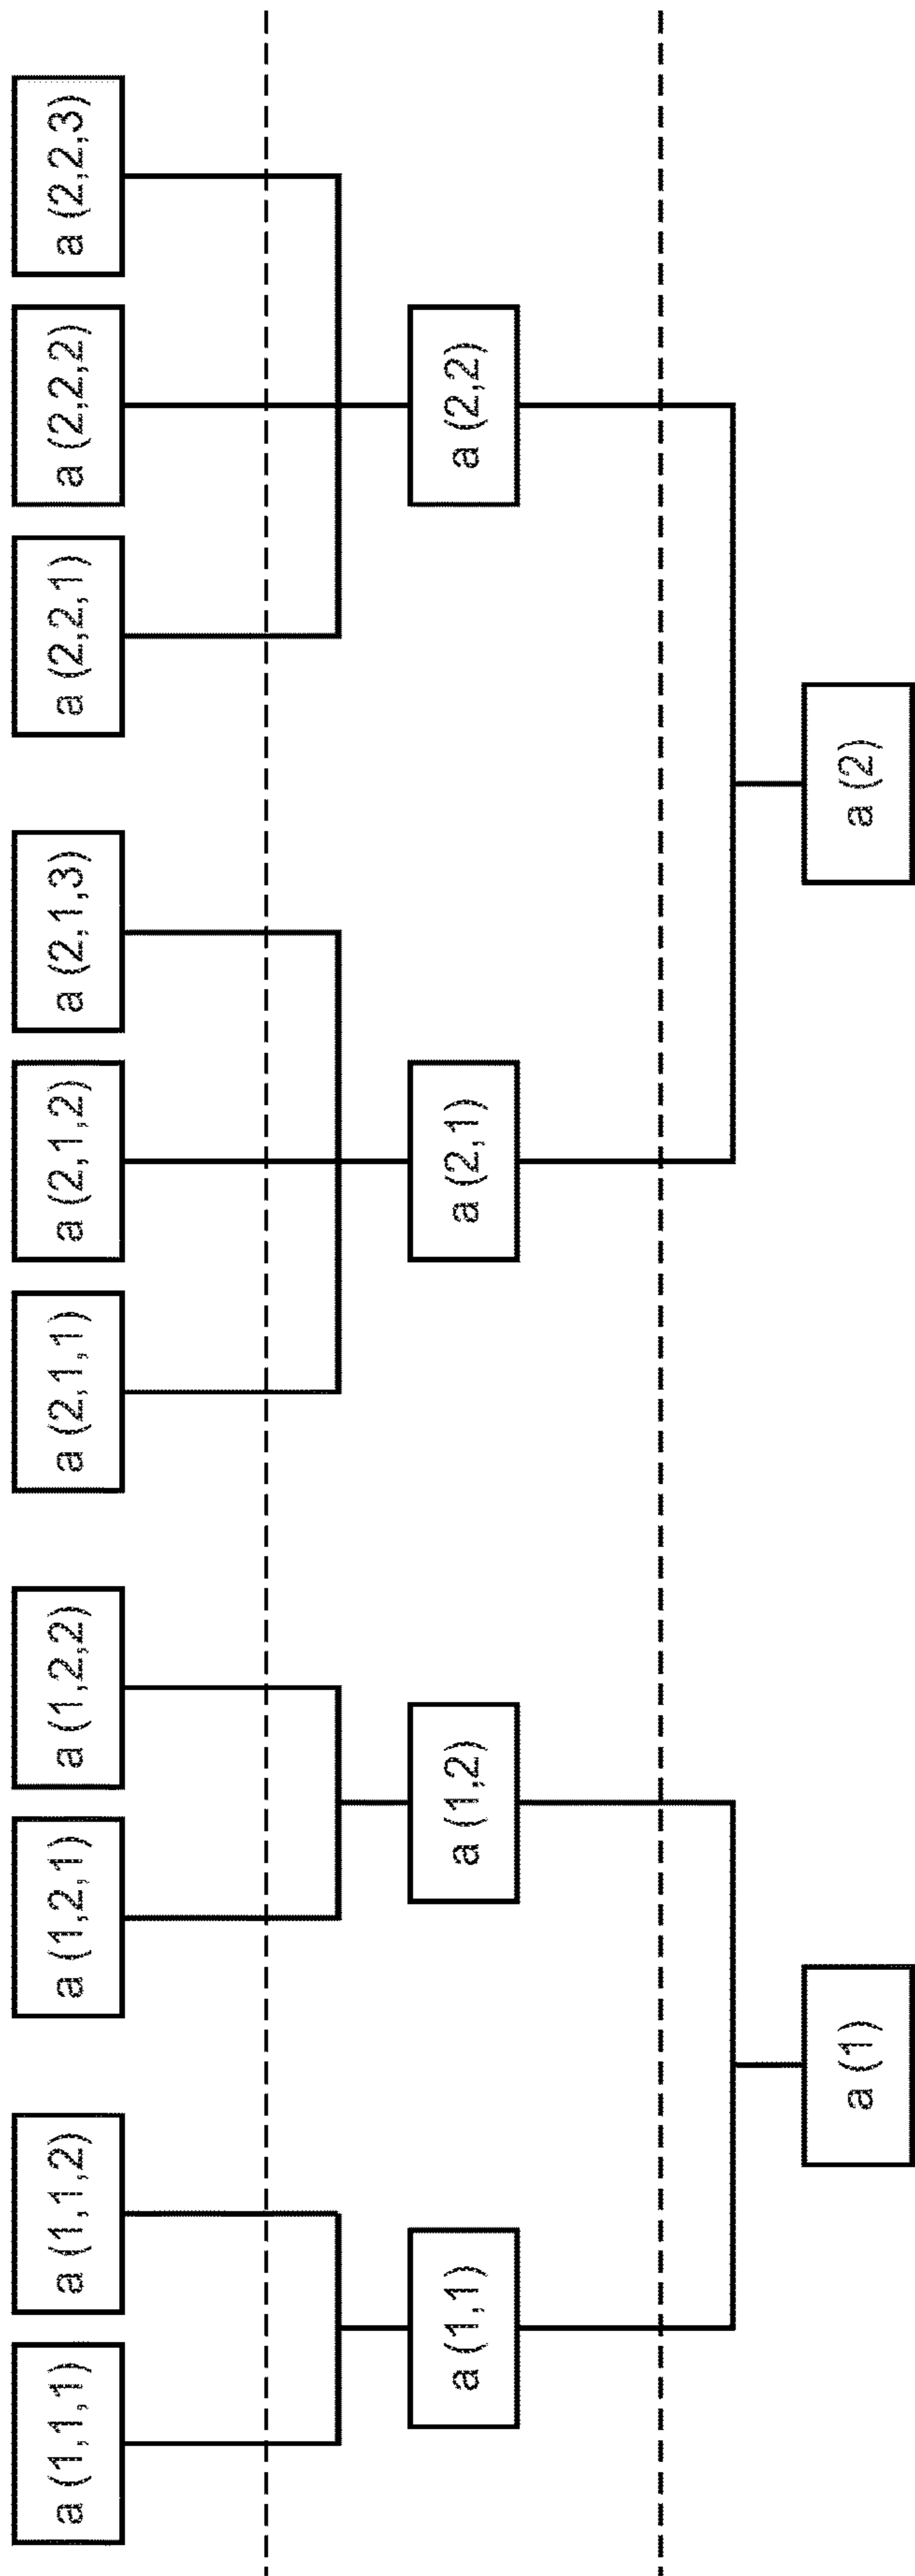 a (1,1,1)
a (1,1,2)
a (1,2,1)
a (1,2,2)
a (2,1,1)
a (2,1,2)
a (2,1,3)
a (2,2,1)
a (2,2,2)
a (2,2,3)
a (1,1)
a (1,2)
a (2,1)
a (2,2)
a (1)
a (2)